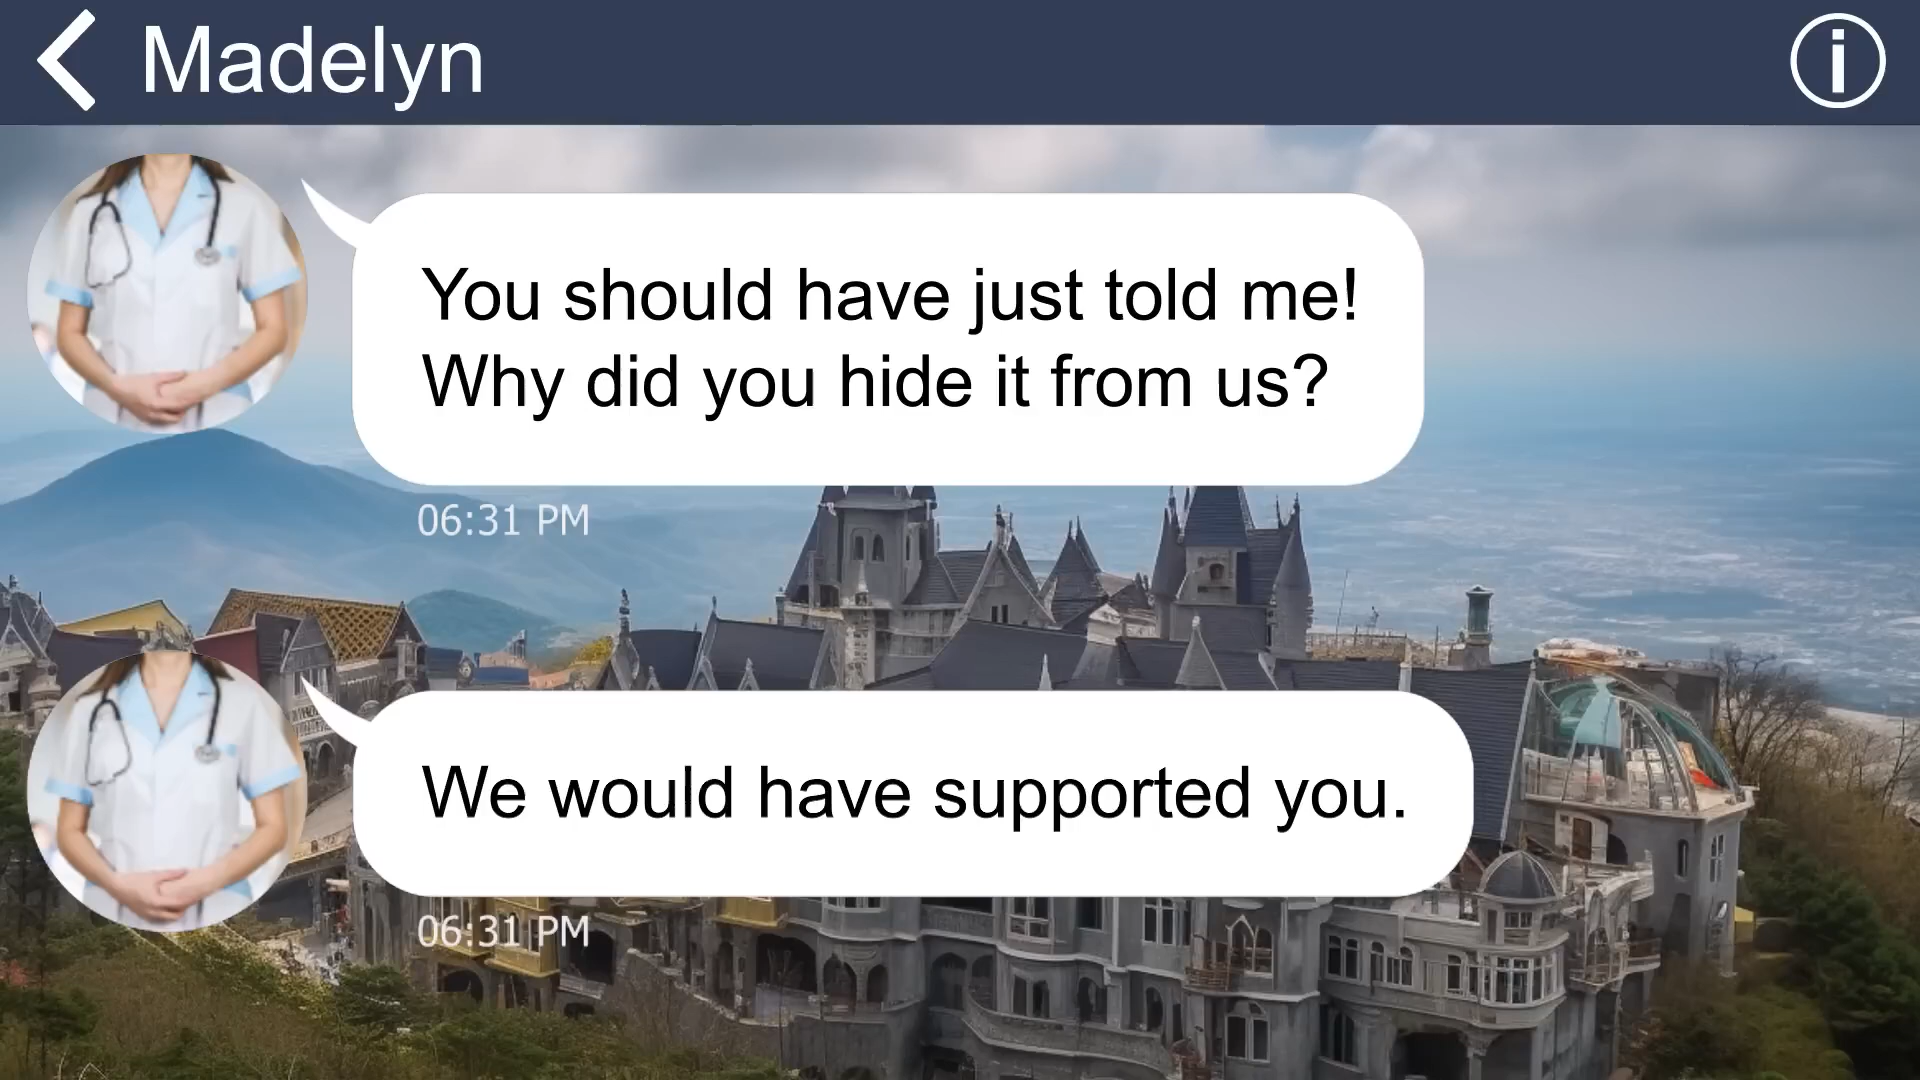 Madelyn
You should have just told me!
Why did you hide it from us?
06:31 PM
We would have supported you.
06:31 PM